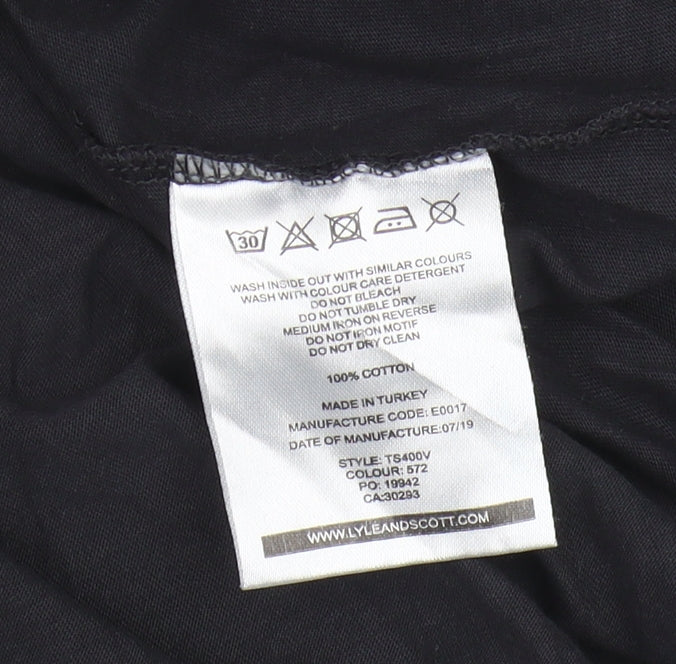 30
WASH INSIDE OUT WITH SIMILAR COLOURS
WASH WITH COLOUR CARE DETERGENT
DO NOT BLEACH
DO NOT TUMBLE DRY
MEDIUM IRON ON REVERSE
DO NOT IRON MOTIF
DO NOT DRY CLEAN
100% COTTON
MADE IN TURKEY
MANUFACTURE CODE: E0017
DATE OF MANUFACTURE:07/19
STYLE: TS400V
COLOUR: 572
PO: 19942
CA:30293
WWW.LYLEANDSCOTT.COM